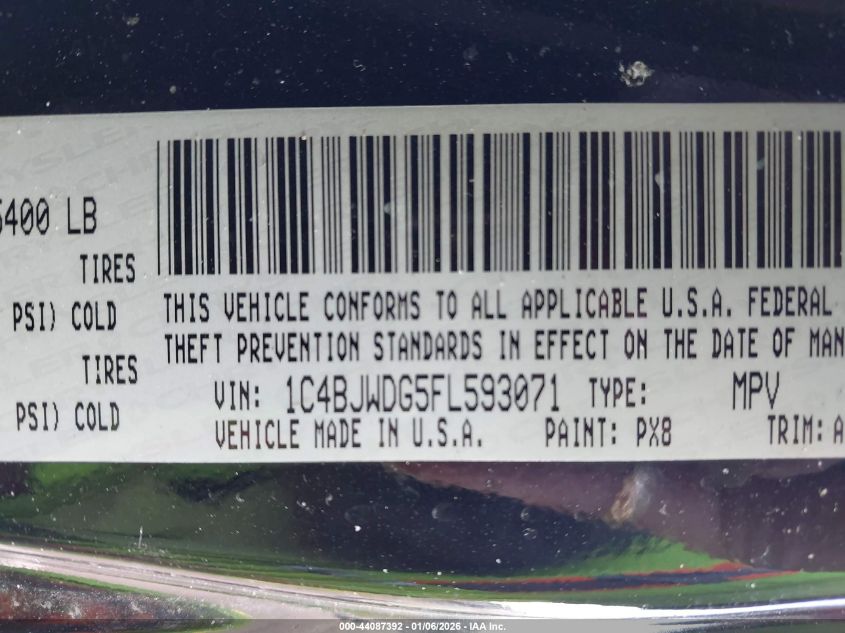 5400 LB
TIRES
PSI) COLD
TIRES
PSI) COLD
THIS VEHICLE CONFORMS TO ALL APPLICABLE U.S.A. FEDERAL
THEFT PREVENTION STANDARDS IN EFFECT ON THE DATE OF MAN
VIN: 1C4BJWDG5FL593071 TYPE: MPV
VEHICLE MADE IN U.S.A. PAINT: PX8 TRIM: A
000-44087392 - 01/06/2026 - IAA Inc.